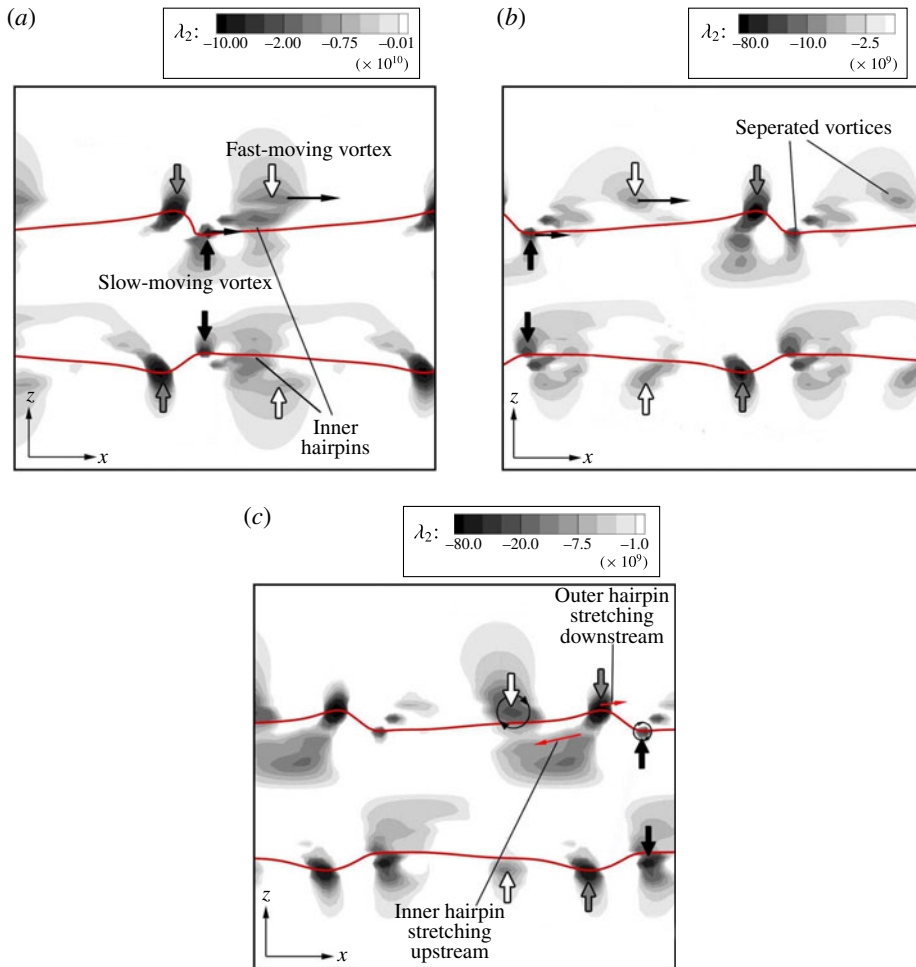 (a)
λ2:
–10.00 –2.00 –0.75 –0.01
(× 10^10)
Fast-moving vortex
Slow-moving vortex
Inner
hairpins
z
x
(b)
λ2:
–80.0 –10.0 –2.5
(× 10^9)
Seperated vortices
z
x
(c)
λ2:
–80.0 –20.0 –7.5 –1.0
(× 10^9)
Outer hairpin
stretching
downstream
Inner hairpin
stretching
upstream
z
x